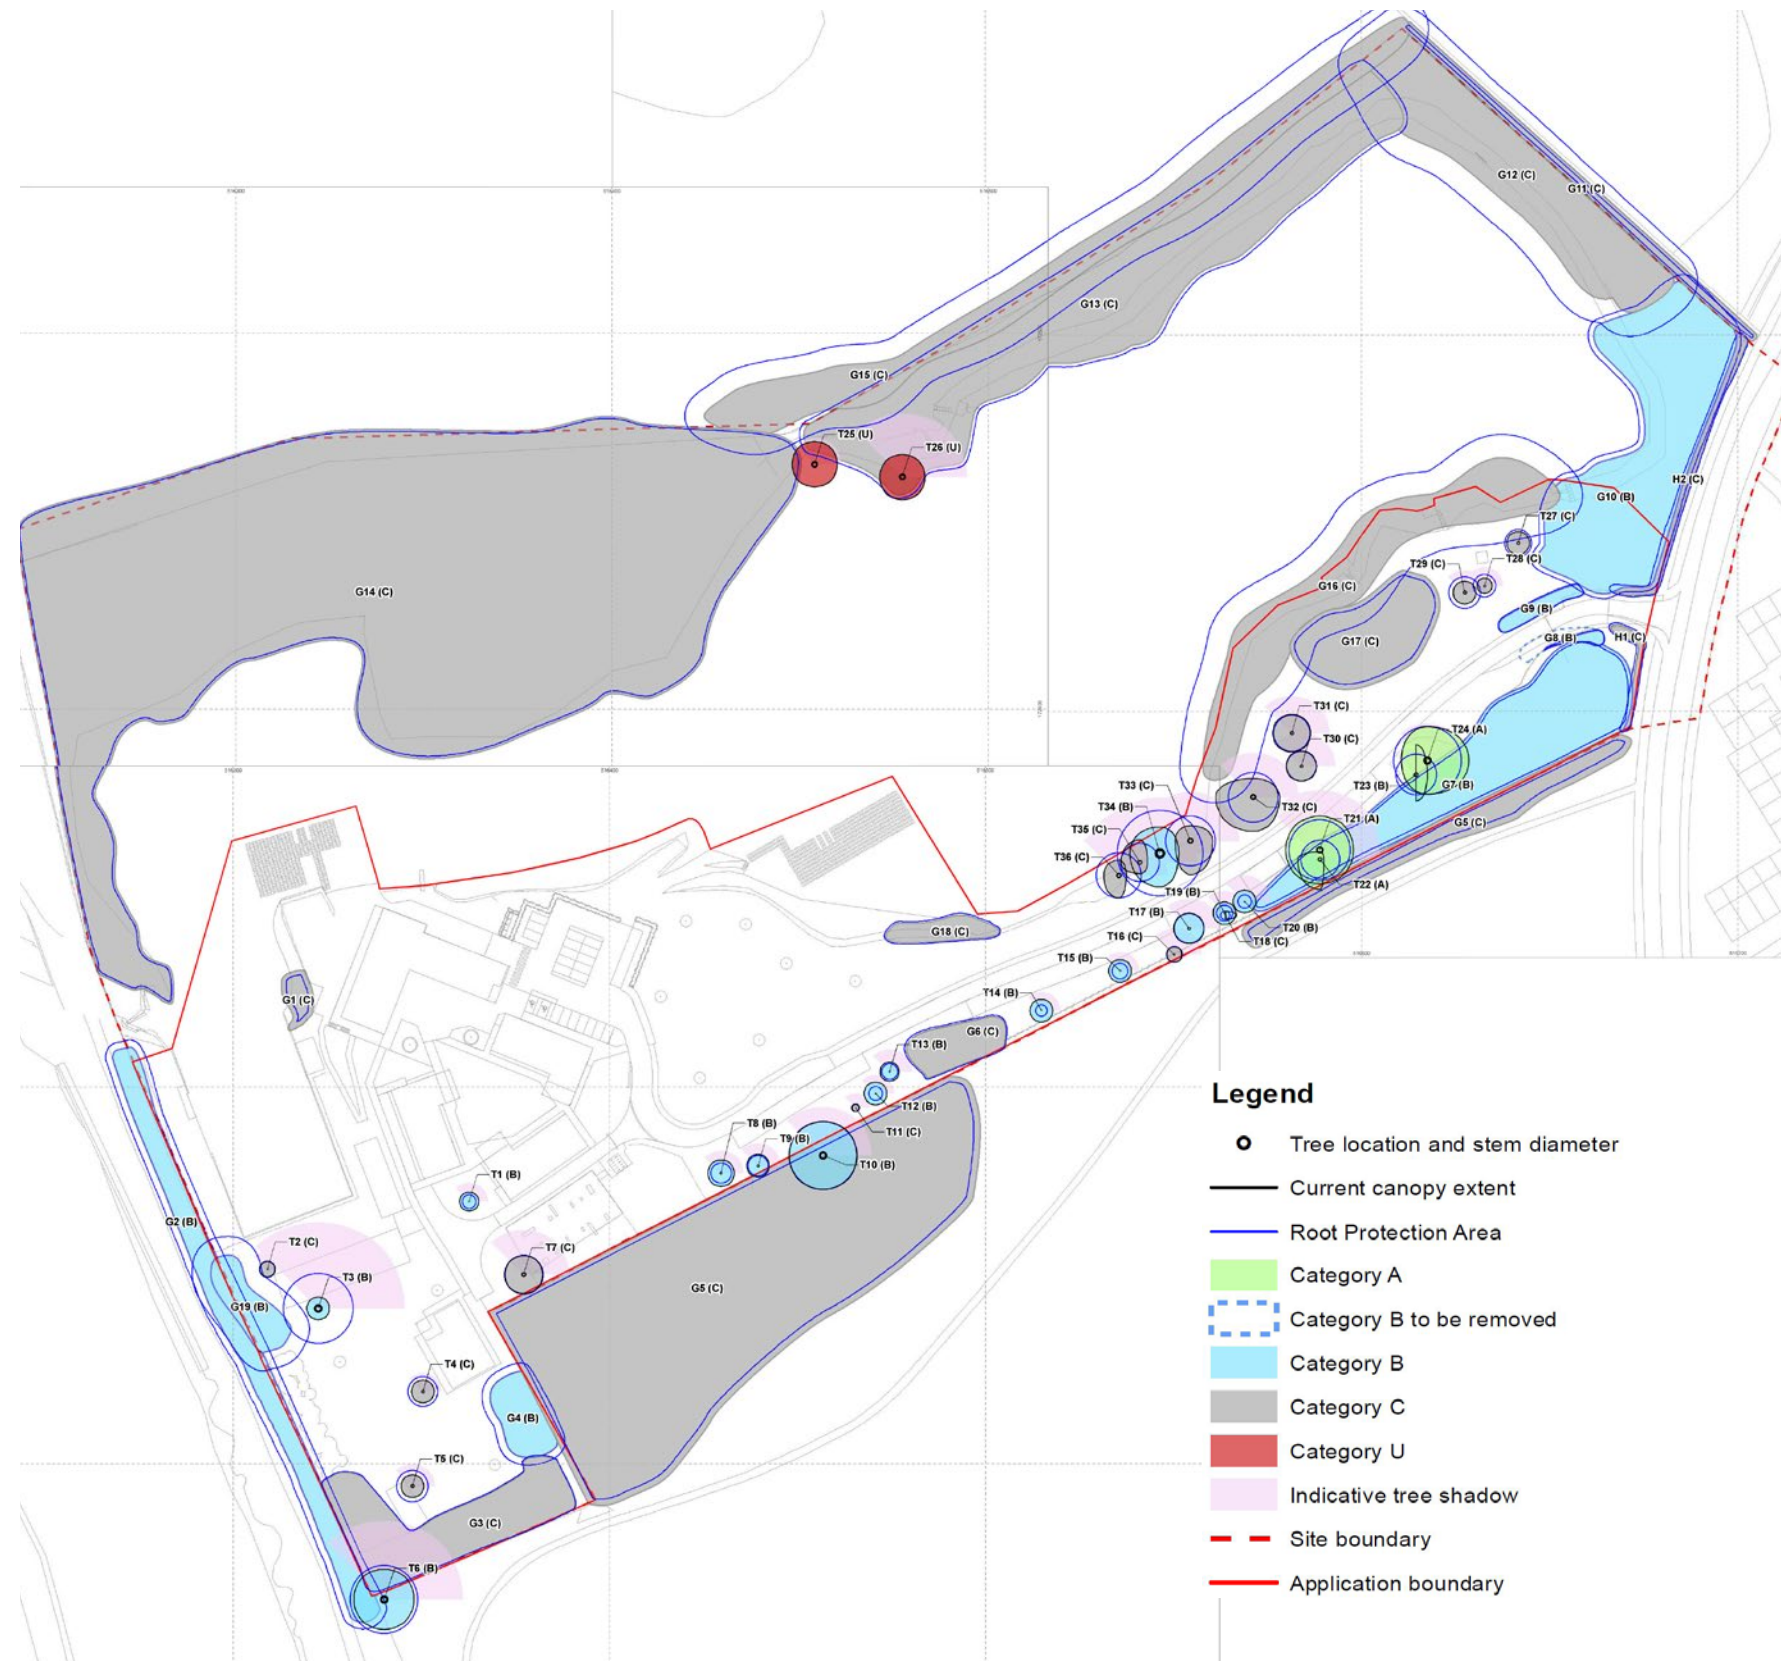 G12 (C)
G11 (C)
G13 (C)
G15 (C)
T25 (U)
T26 (U)
H2 (C)
G10 (B)
T27 (C)
T28 (C)
T29 (C)
G14 (C)
G16 (C)
G9 (B)
G8 (B)
H1 (C)
G17 (C)
T31 (C)
T24 (A)
T30 (C)
T33 (C)
T23 (B)
G7 (B)
T34 (B)
T32 (C)
T21 (A)
G5 (C)
T35 (C)
T36 (C)
T22 (A)
T19 (B)
T17 (B)
T20 (B)
G18 (C)
T16 (C)
T18 (C)
T15 (B)
T14 (B)
G1 (C)
G6 (C)
T13 (B)
T12 (B)
T8 (B)
T11 (C)
T9 (B)
T10 (B)
T1 (B)
G2 (B)
T2 (C)
T7 (C)
T3 (B)
G5 (C)
G19 (B)
T4 (C)
G4 (B)
T5 (C)
G3 (C)
T6 (B)
Legend
Tree location and stem diameter
Current canopy extent
Root Protection Area
Category A
Category B to be removed
Category B
Category C
Category U
Indicative tree shadow
Site boundary
Application boundary